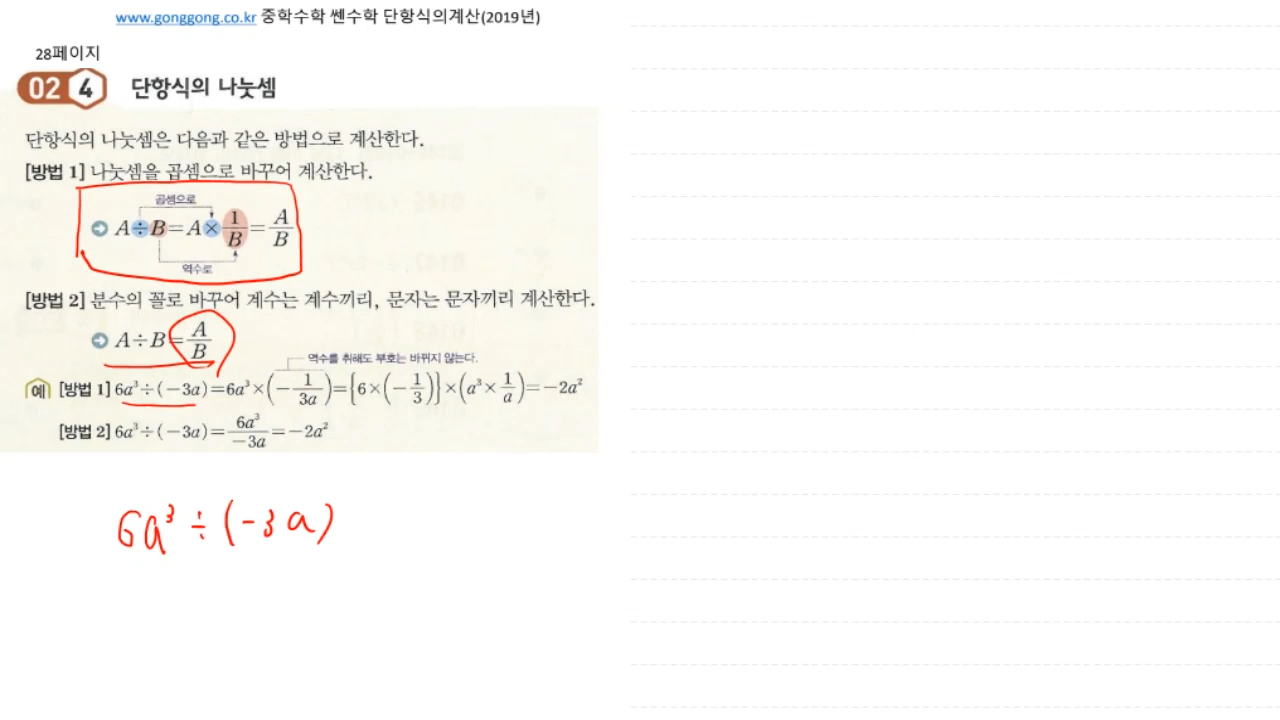 www.gonggong.co.kr 중학수학 쎈수학 단항식의계산(2019년)
28페이지
02 4 단항식의 나눗셈
단항식의 나눗셈은 다음과 같은 방법으로 계산한다.
[방법 1] 나눗셈을 곱셈으로 바꾸어 계산한다.
곱셈으로
A÷B=A×1/B=A/B
역수로
[방법 2] 분수의 꼴로 바꾸어 계수는 계수끼리, 문자는 문자끼리 계산한다.
A÷B=A/B
역수를 취해도 부호는 바뀌지 않는다.
예 [방법 1] 6a³÷(−3a)=6a³×(−1/3a)={6×(−1/3)}×(a³×1/a)=−2a²
[방법 2] 6a³÷(−3a)=6a³/−3a=−2a²
6a³÷(−3a)